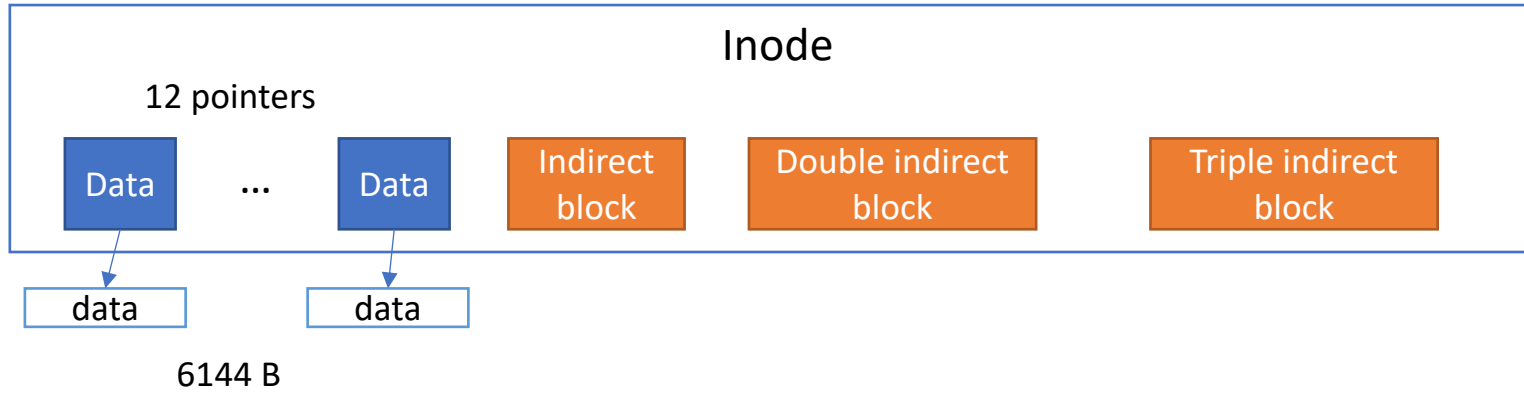 Inode
12 pointers
Data
...
Data
Indirect
block
Double indirect
block
Triple indirect
block
data
data
6144 B